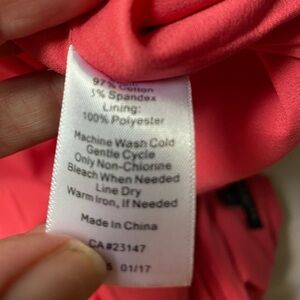 97% Cotton
3% Spandex
Lining:
100% Polyester
Machine Wash Cold
Gentle Cycle
Only Non-Chlorine
Bleach When Needed
Line Dry
Warm Iron, If Needed
Made in China
CA#23147
01/17